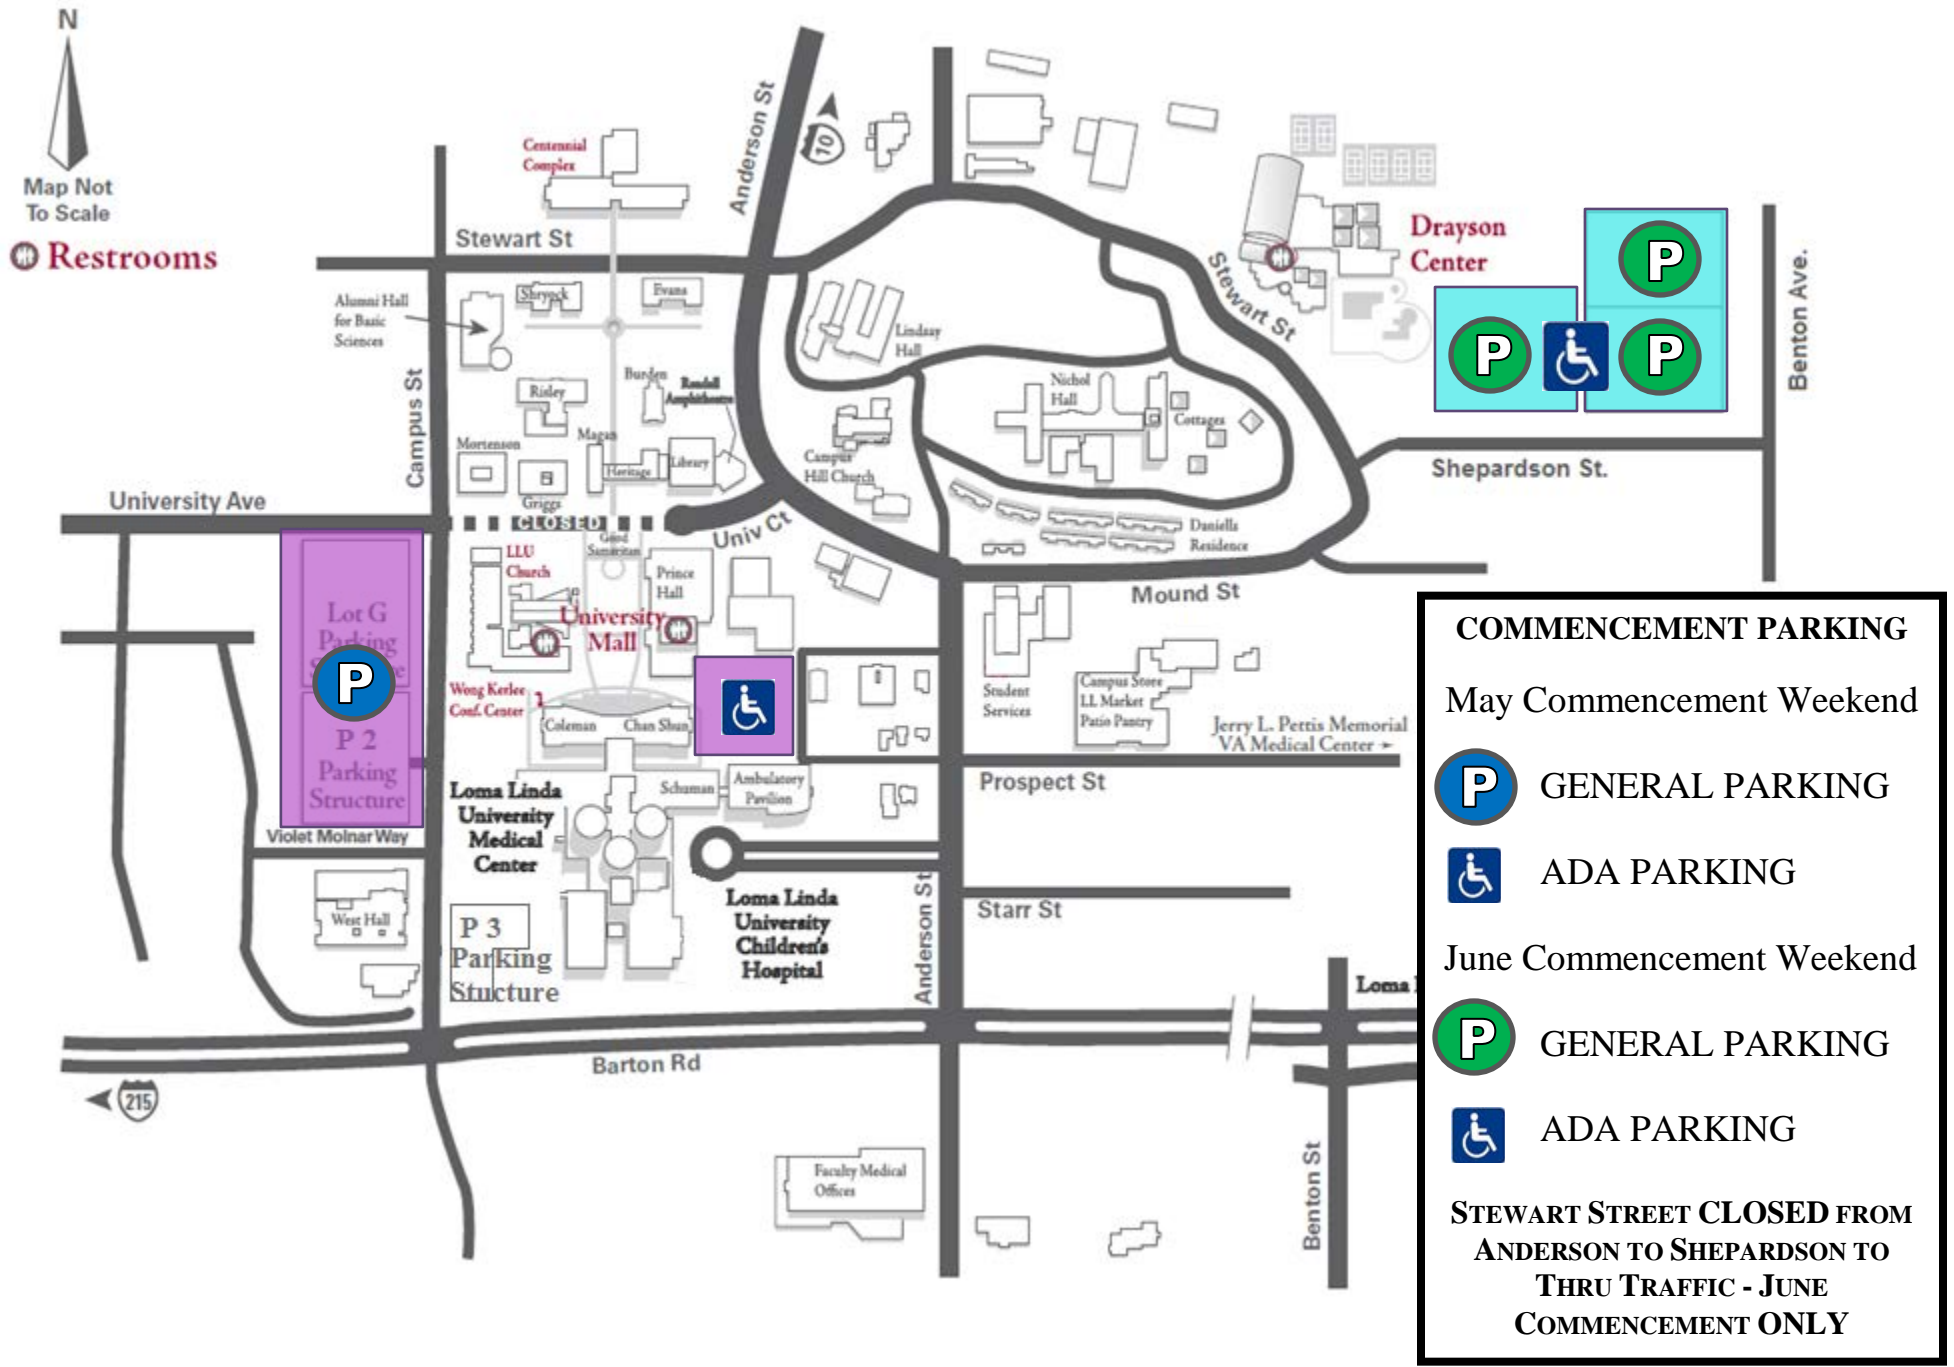 N
Map Not
To Scale
Restrooms
Centennial
Complex
Anderson St
10
Stewart St
Alumni Hall
for Basic
Sciences
Shryock
Evans
Lindsay
Hall
Stewart St
Drayson
Center
P
P
P
Benton Ave.
Campus St
Risley
Burden
Randall
Amphitheatre
Nichol
Hall
Cottages
Mortenson
Magan
Griggs
Heritage
Library
Campus
Hill Church
Shepardson St.
University Ave
CLOSED
Univ Ct
Daniells
Residence
Good
Samaritan
LLU
Church
Prince
Hall
Mound St
University
Mall
Lot G
Parking
P
P 2
Parking
Structure
Violet Molnar Way
Wong Kerlee
Conf. Center
Coleman
Chan Shun
Student
Services
Campus Store
LL Market
Patio Pantry
Jerry L. Pettis Memorial
VA Medical Center
Prospect St
Schuman
Ambulatory
Pavilion
Loma Linda
University
Medical
Center
Loma Linda
University
Children's
Hospital
West Hall
P 3
Parking
Stucture
Anderson St
Starr St
Loma
Barton Rd
215
Faculty Medical
Offices
Benton St
COMMENCEMENT PARKING
May Commencement Weekend
P GENERAL PARKING
ADA PARKING
June Commencement Weekend
P GENERAL PARKING
ADA PARKING
STEWART STREET CLOSED FROM
ANDERSON TO SHEPARDSON TO
THRU TRAFFIC - JUNE
COMMENCEMENT ONLY